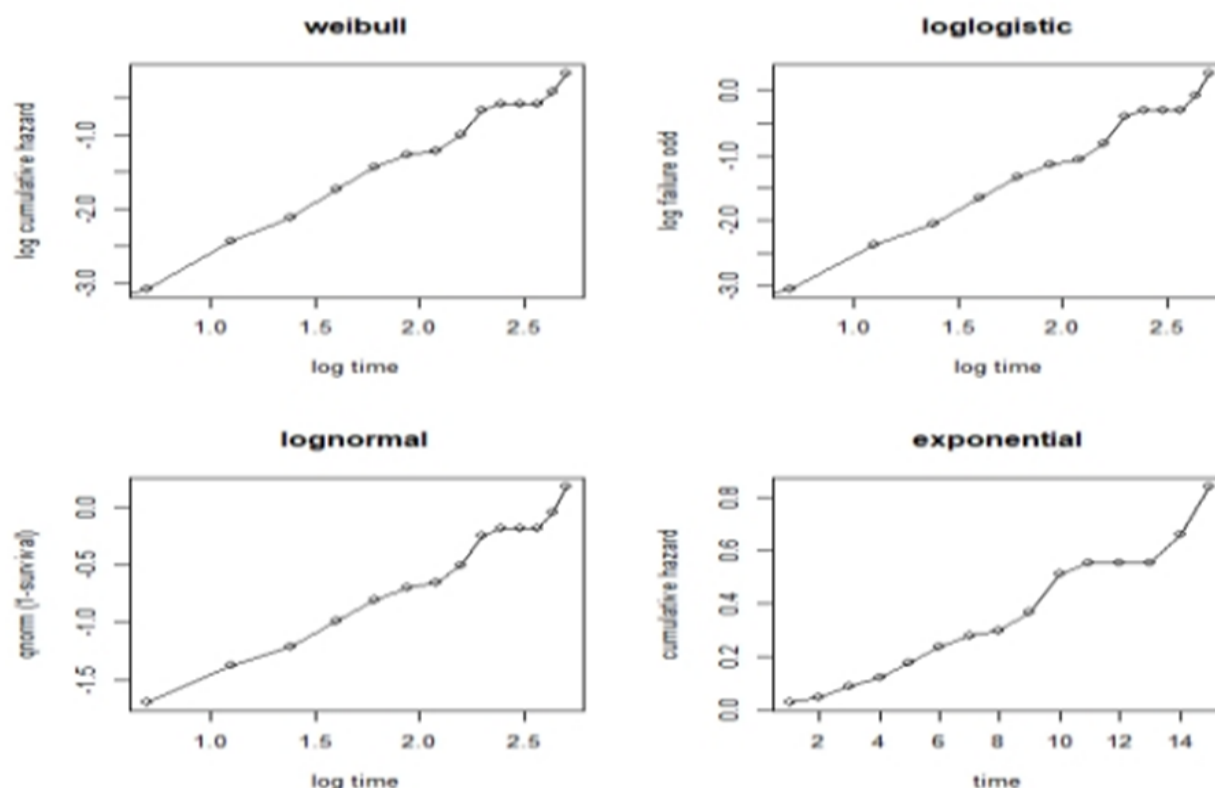 weibull
log cumulative hazard
-1.0
-2.0
-3.0
1.0 1.5 2.0 2.5
log time
loglogistic
log failure odd
0.0
-1.0
-2.0
-3.0
1.0 1.5 2.0 2.5
log time
lognormal
qnorm (1-survival)
0.0
-0.5
-1.0
-1.5
1.0 1.5 2.0 2.5
log time
exponential
cumulative hazard
0.8
0.6
0.4
0.2
0.0
2 4 6 8 10 12 14
time